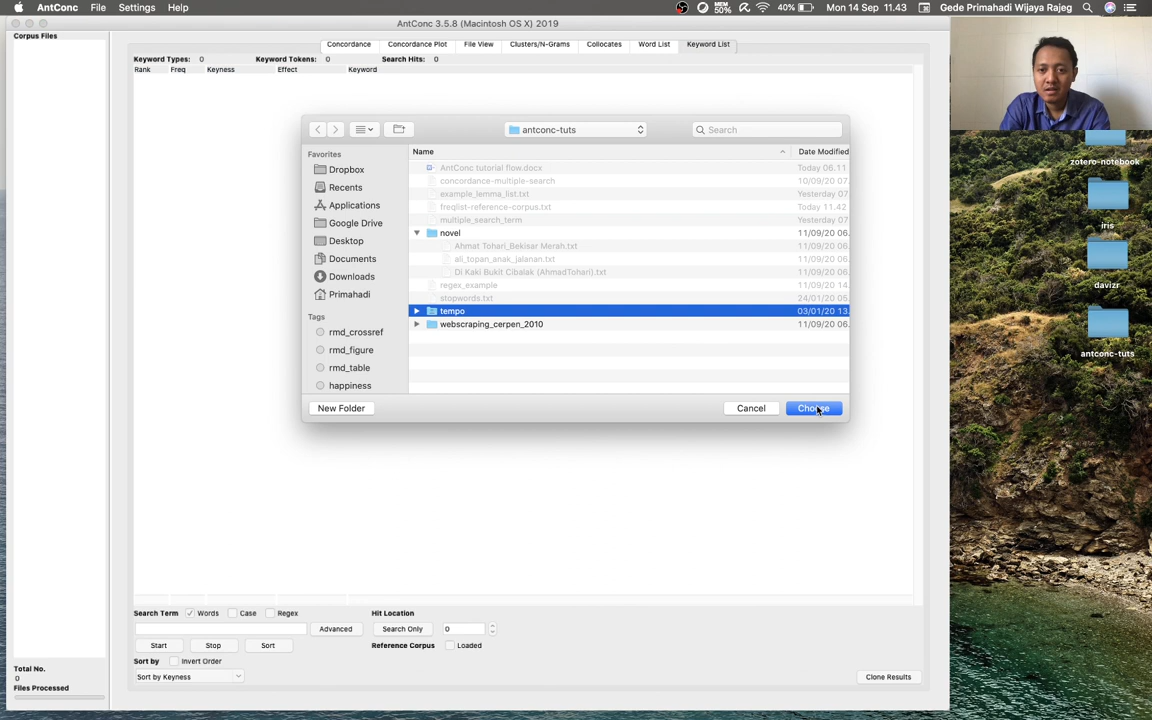 AntConc File Settings Help MEM 50% 40% Mon 14 Sep 11.43 Gede Primahadi Wijaya Rajeg
AntConc 3.5.8 (Macintosh OS X) 2019
Corpus Files
Concordance Concordance Plot File View Clusters/N-Grams Collocates Word List Keyword List
Keyword Types: 0 Keyword Tokens: 0 Search Hits: 0
Rank Freq Keyness Effect Keyword
antconc-tuts Search
Favorites
Dropbox
Recents
Applications
Google Drive
Desktop
Documents
Downloads
Primahadi
Tags
rmd_crossref
rmd_figure
rmd_table
happiness
Name Date Modified
AntConc tutorial flow.docx Today 06.11
concordance-multiple-search 10/09/20 07.
example_lemma_list.txt Yesterday 07
freqlist-reference-corpus.txt Today 11.42
multiple_search_term Yesterday 07
novel 11/09/20 06.
Ahmat Tohari_Bekisar Merah.txt 11/09/20 06.
ali_topan_anak_jalanan.txt 11/09/20 06.
Di Kaki Bukit Cibalak (AhmadTohari).txt 11/09/20 06.
regex_example 11/09/20 14.
stopwords.txt 24/01/20 05.
tempo 03/01/20 13.
webscraping_cerpen_2010 11/09/20 06.
New Folder Cancel Choose
zotero-notebook
iris
davizr
antconc-tuts
Search Term Words Case Regex Hit Location
Advanced Search Only 0
Start Stop Sort Reference Corpus Loaded
Sort by Invert Order
Sort by Keyness Clone Results
Total No.
0
Files Processed